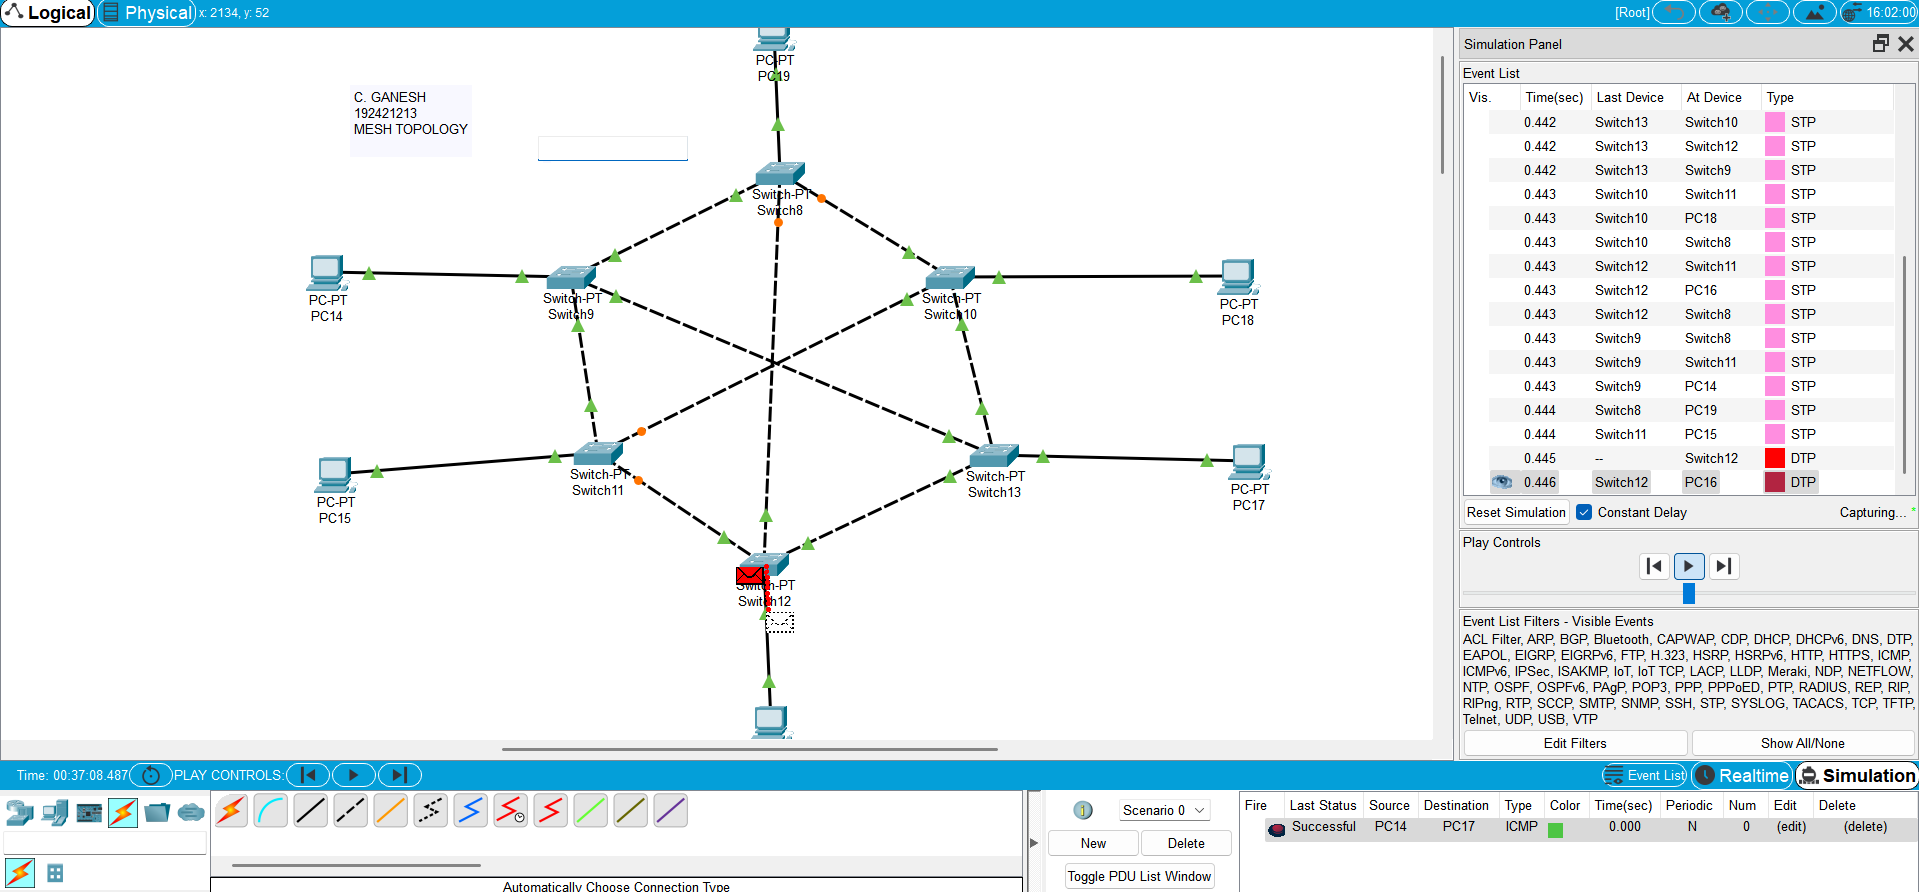 Logical
Physical
x: 2134, y: 52
[Root]
16:02:00
C. GANESH
192421213
MESH TOPOLOGY
PC-PT
PC19
Switch-PT
Switch8
PC-PT
PC14
Switch-PT
Switch9
Switch-PT
Switch10
PC-PT
PC18
PC-PT
PC15
Switch-PT
Switch11
Switch-PT
Switch13
PC-PT
PC17
Switch-PT
Switch12
Simulation Panel
Event List
Vis. Time(sec) Last Device At Device Type
0.442 Switch13 Switch10 STP
0.442 Switch13 Switch12 STP
0.442 Switch13 Switch9 STP
0.443 Switch10 Switch11 STP
0.443 Switch10 PC18 STP
0.443 Switch10 Switch8 STP
0.443 Switch12 Switch11 STP
0.443 Switch12 PC16 STP
0.443 Switch12 Switch8 STP
0.443 Switch9 Switch8 STP
0.443 Switch9 Switch11 STP
0.443 Switch9 PC14 STP
0.444 Switch8 PC19 STP
0.444 Switch11 PC15 STP
0.445 -- Switch12 DTP
0.446 Switch12 PC16 DTP
Reset Simulation Constant Delay Capturing... *
Play Controls
Event List Filters - Visible Events
ACL Filter, ARP, BGP, Bluetooth, CAPWAP, CDP, DHCP, DHCPv6, DNS, DTP,
EAPOL, EIGRP, EIGRPv6, FTP, H.323, HSRP, HSRPv6, HTTP, HTTPS, ICMP,
ICMPv6, IPSec, ISAKMP, IoT, IoT TCP, LACP, LLDP, Meraki, NDP, NETFLOW,
NTP, OSPF, OSPFv6, PAgP, POP3, PPP, PPPoED, PTP, RADIUS, REP, RIP,
RIPng, RTP, SCCP, SMTP, SNMP, SSH, STP, SYSLOG, TACACS, TCP, TFTP,
Telnet, UDP, USB, VTP
Edit Filters Show All/None
Time: 00:37:08.487 PLAY CONTROLS:
Event List Realtime Simulation
Automatically Choose Connection Type
Scenario 0
New Delete
Toggle PDU List Window
Fire Last Status Source Destination Type Color Time(sec) Periodic Num Edit Delete
Successful PC14 PC17 ICMP 0.000 N 0 (edit) (delete)